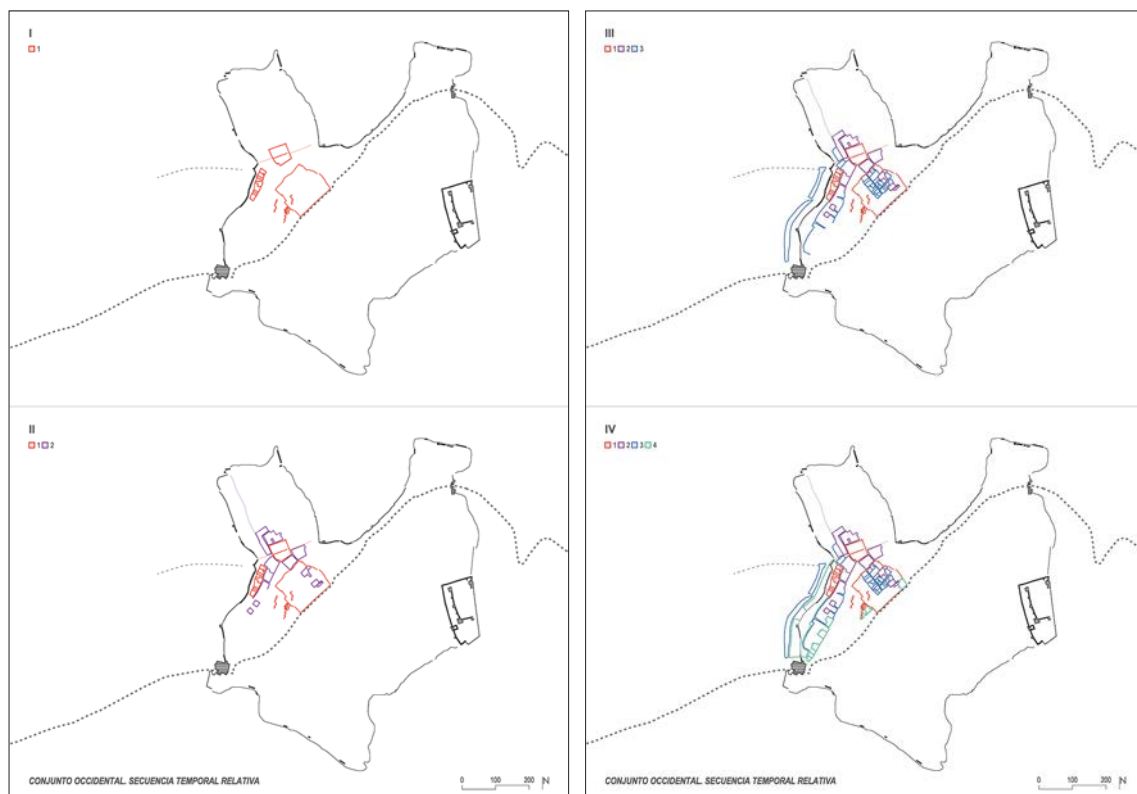 I
1
II
1 2
CONJUNTO OCCIDENTAL. SECUENCIA TEMPORAL RELATIVA
0 100 200 N
III
1 2 3
IV
1 2 3 4
CONJUNTO OCCIDENTAL. SECUENCIA TEMPORAL RELATIVA
0 100 200 N